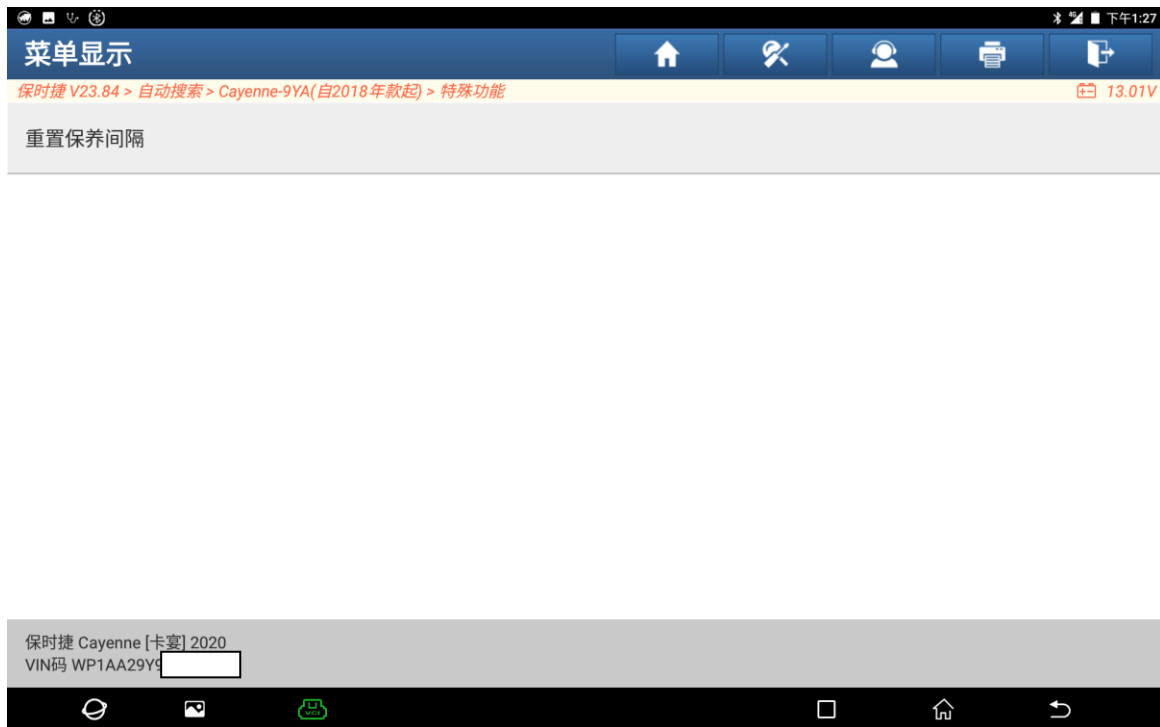 4G 下午1:27
菜单显示
保时捷 V23.84 > 自动搜索 > Cayenne-9YA(自2018年款起) > 特殊功能 13.01V
重置保养间隔
保时捷 Cayenne [卡宴] 2020
VIN码 WP1AA29Y9
VCI